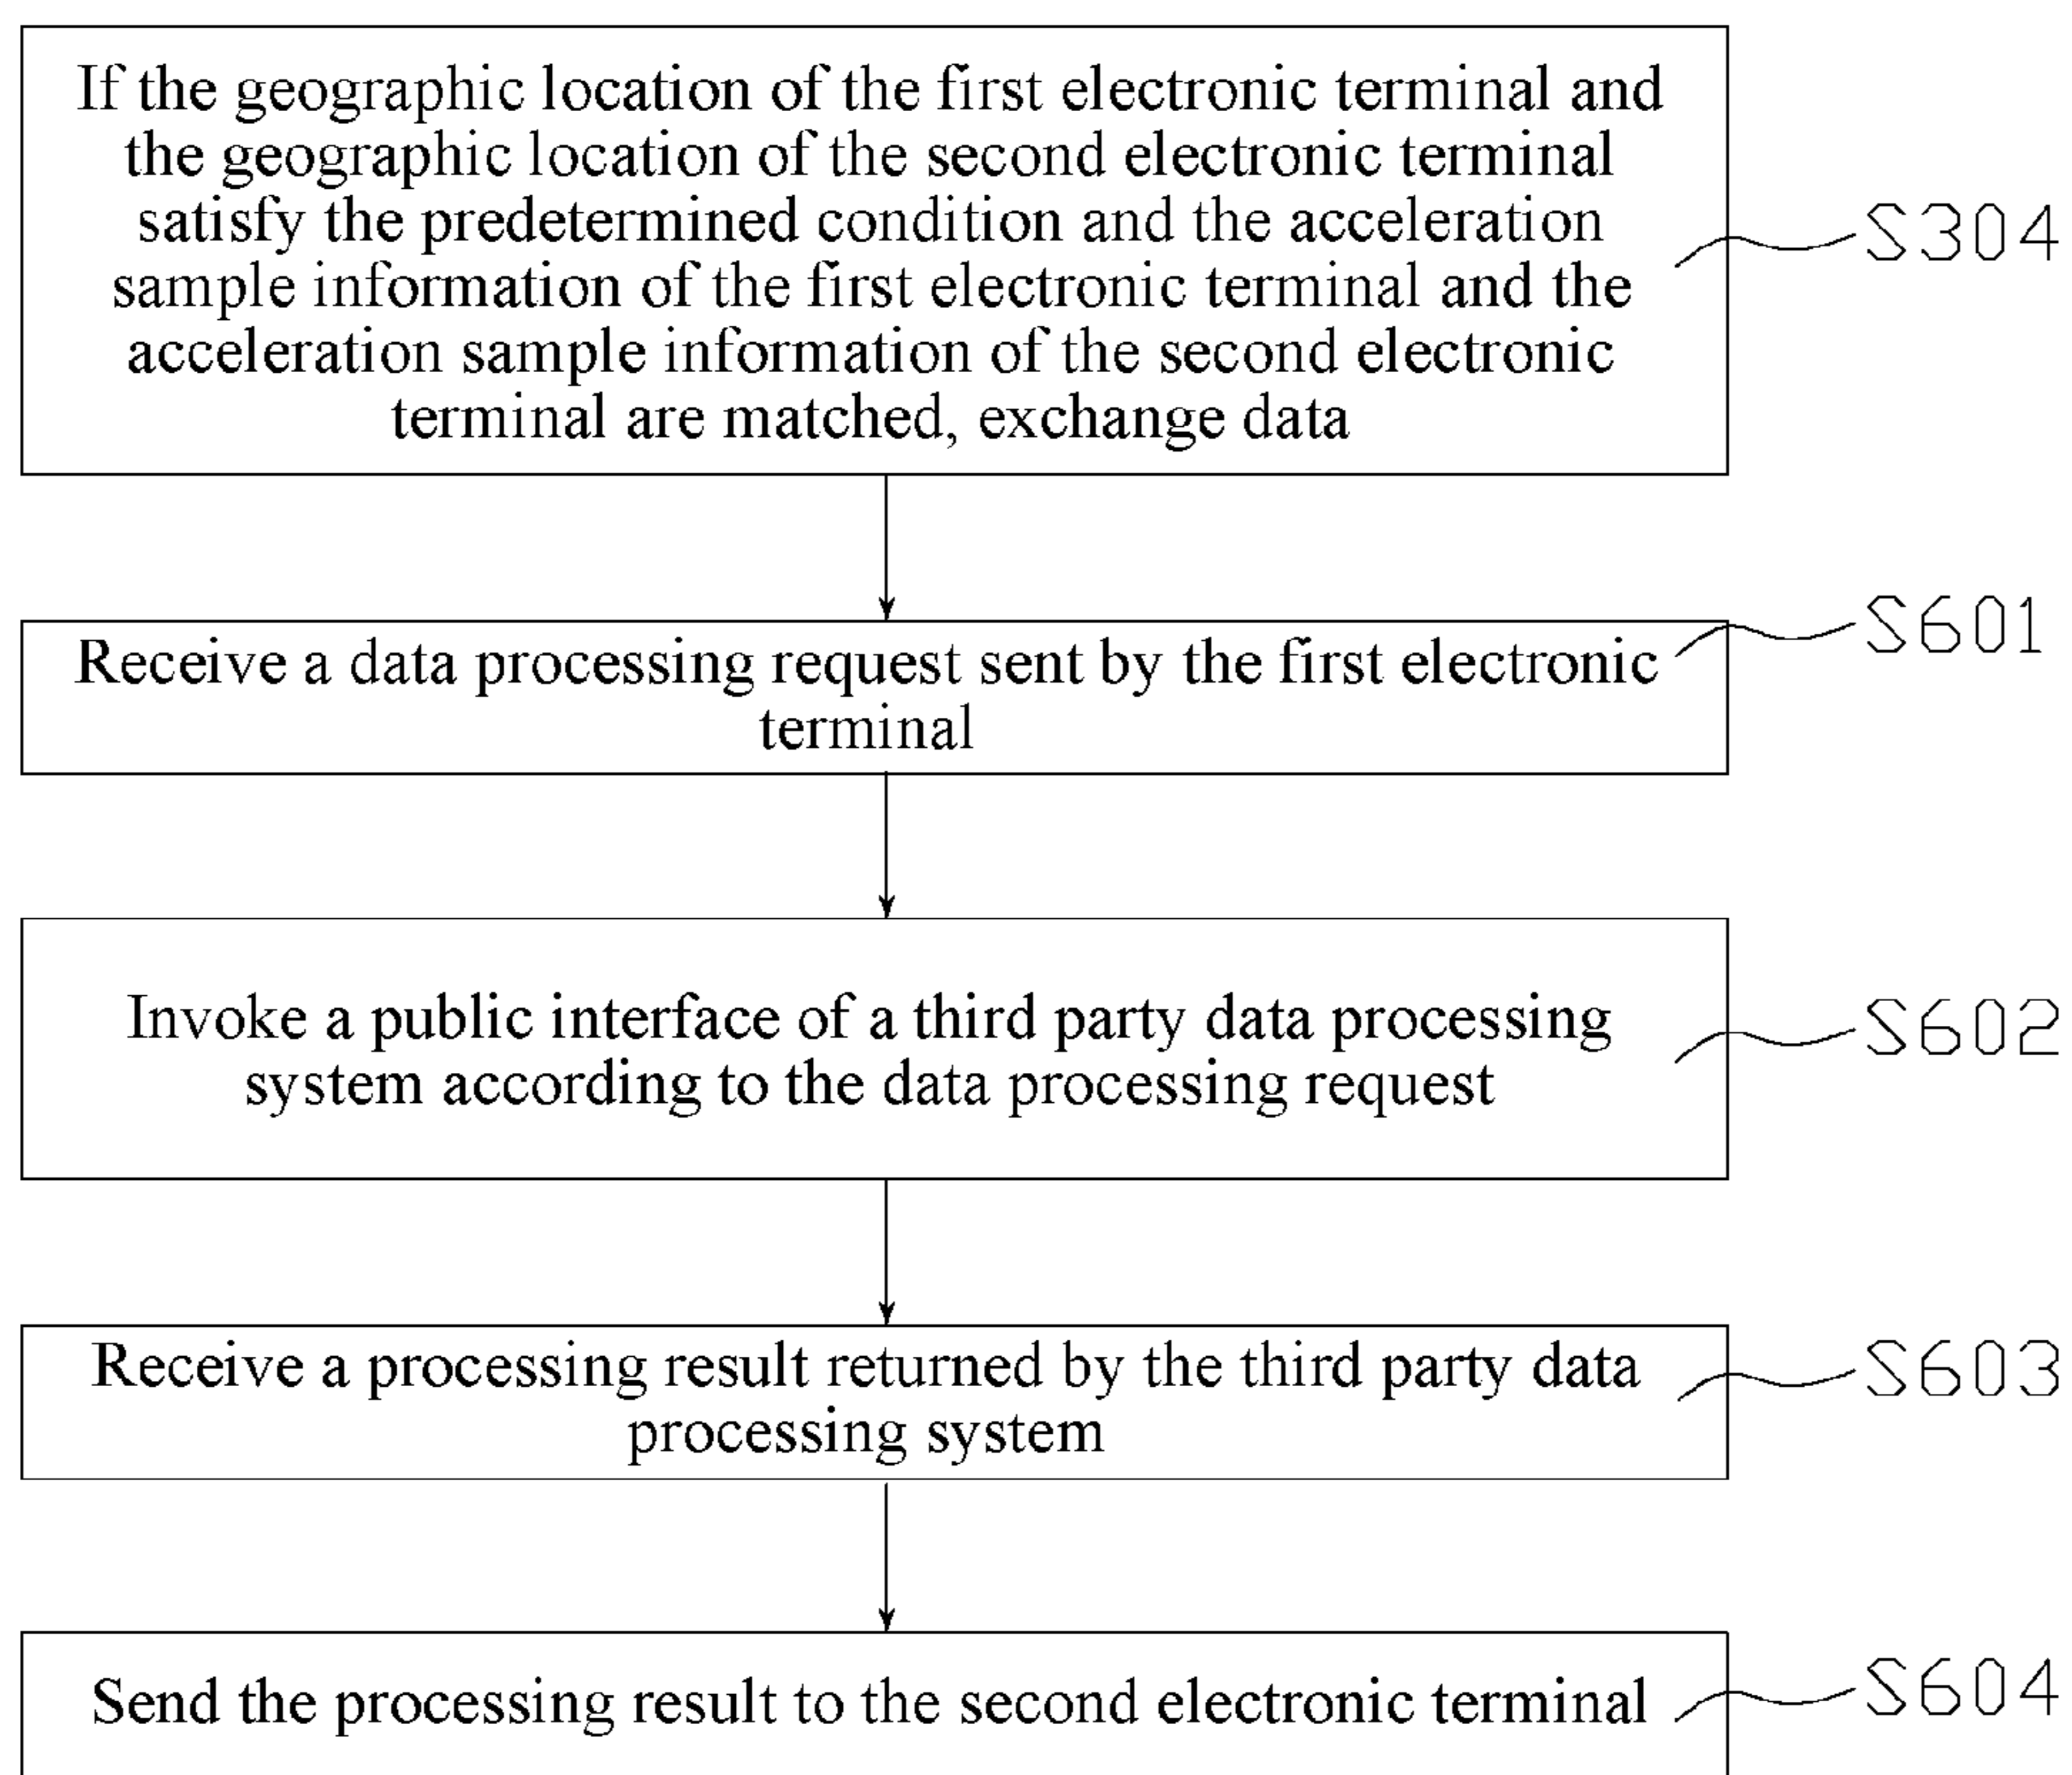 If the geographic location of the first electronic terminal and
the geographic location of the second electronic terminal
satisfy the predetermined condition and the acceleration
sample information of the first electronic terminal and the
acceleration sample information of the second electronic
terminal are matched, exchange data
S304
Receive a data processing request sent by the first electronic
terminal
S601
Invoke a public interface of a third party data processing
system according to the data processing request
S602
Receive a processing result returned by the third party data
processing system
S603
Send the processing result to the second electronic terminal
S604